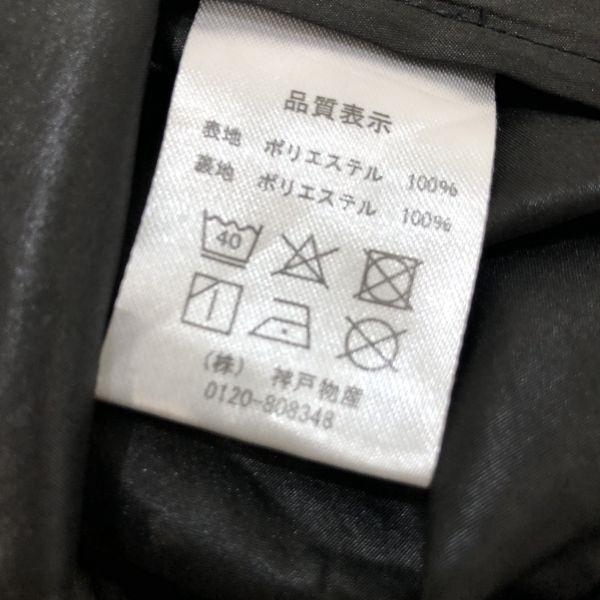 品質表示
表地 ポリエステル 100%
裏地 ポリエステル 100%
40
(株) 神戸物産
0120-808348